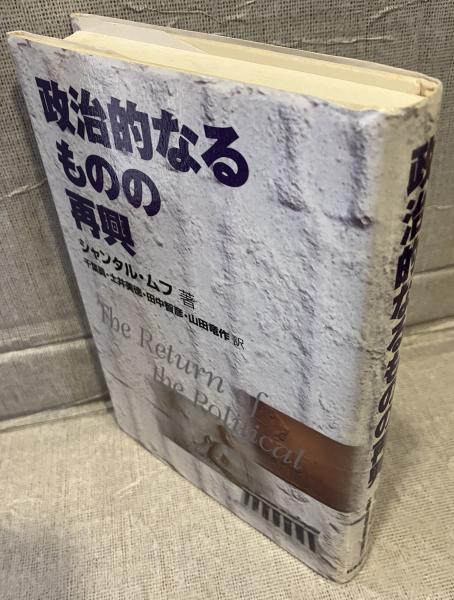 政治的なる
ものの
再興
シャンタル・ムフ 著
千葉眞・土井美徳・田中智彦・山田竜作 訳
The Return of
the Political
政治的なるものの再興